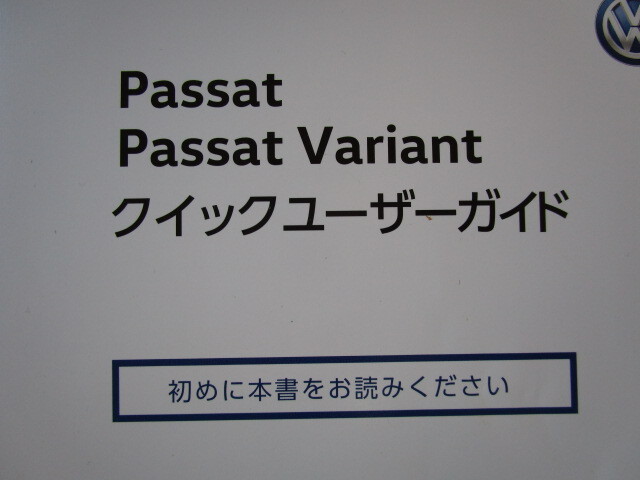 Passat
Passat Variant
クイックユーザーガイド
初めに本書をお読みください